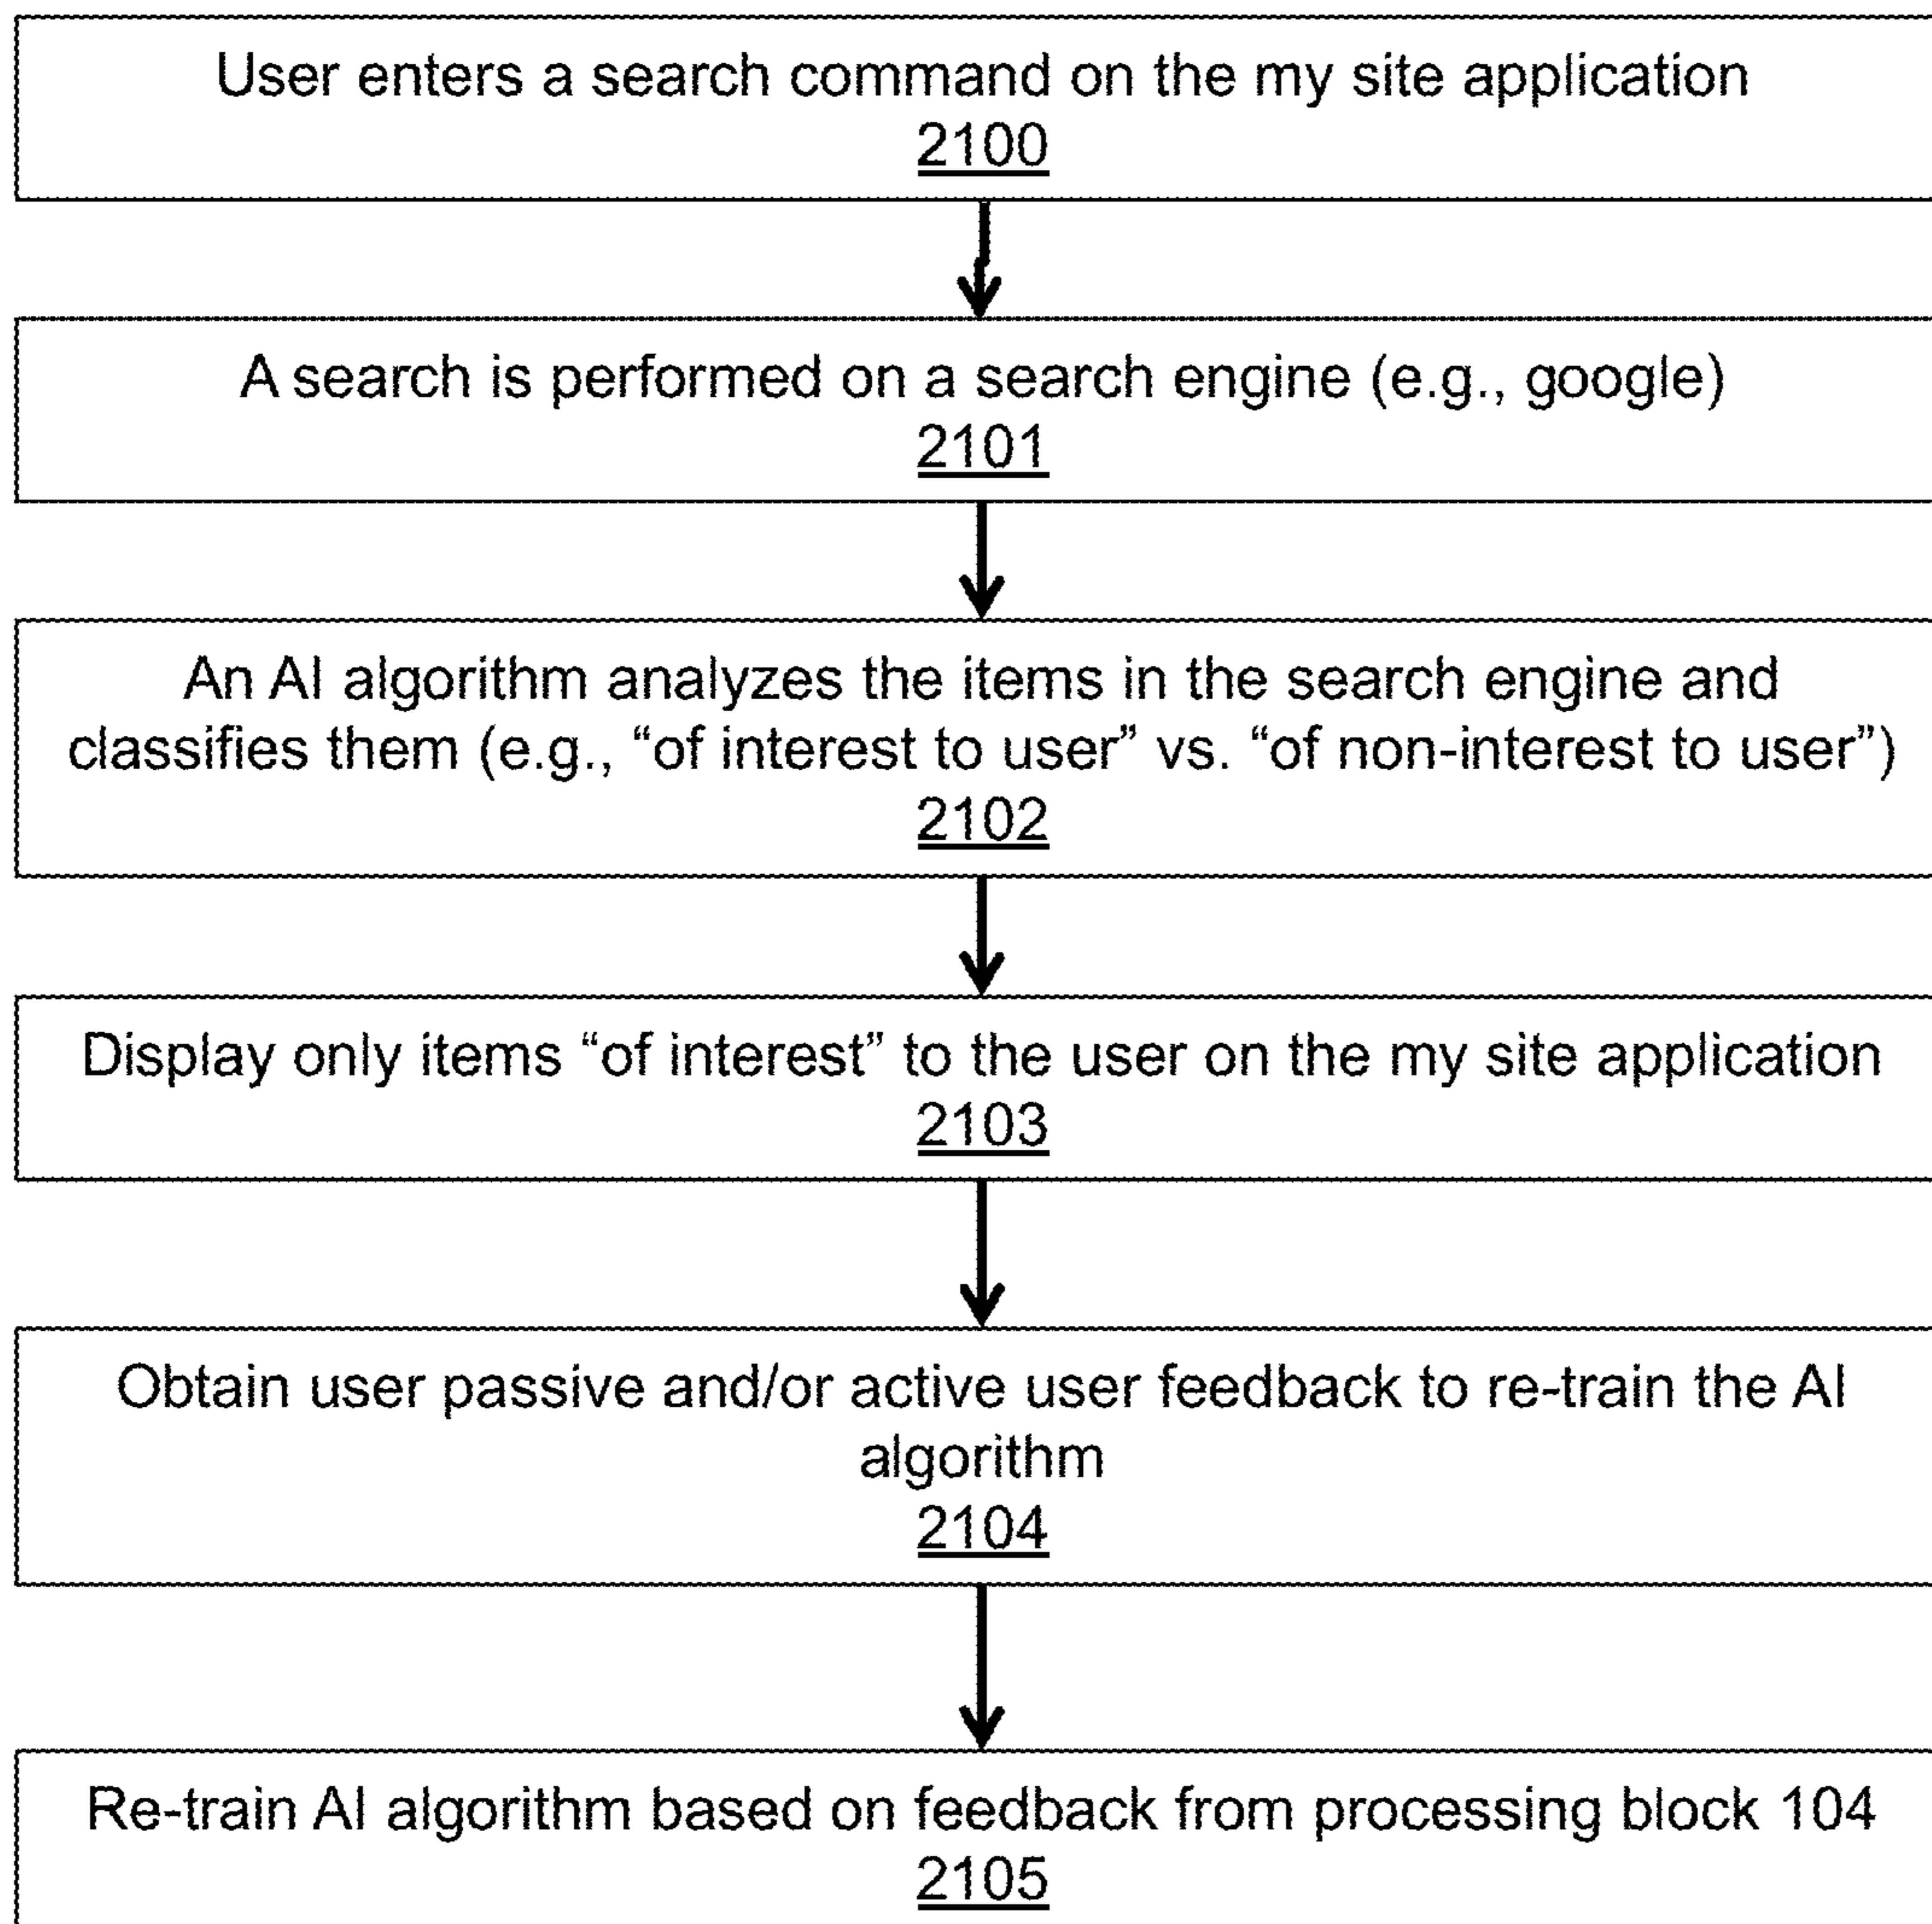 User enters a search command on the my site application
2100
A search is performed on a search engine (e.g., google)
2101
An AI algorithm analyzes the items in the search engine and
classifies them (e.g., “of interest to user” vs. “of non-interest to user”)
2102
Display only items “of interest” to the user on the my site application
2103
Obtain user passive and/or active user feedback to re-train the AI
algorithm
2104
Re-train AI algorithm based on feedback from processing block 104
2105